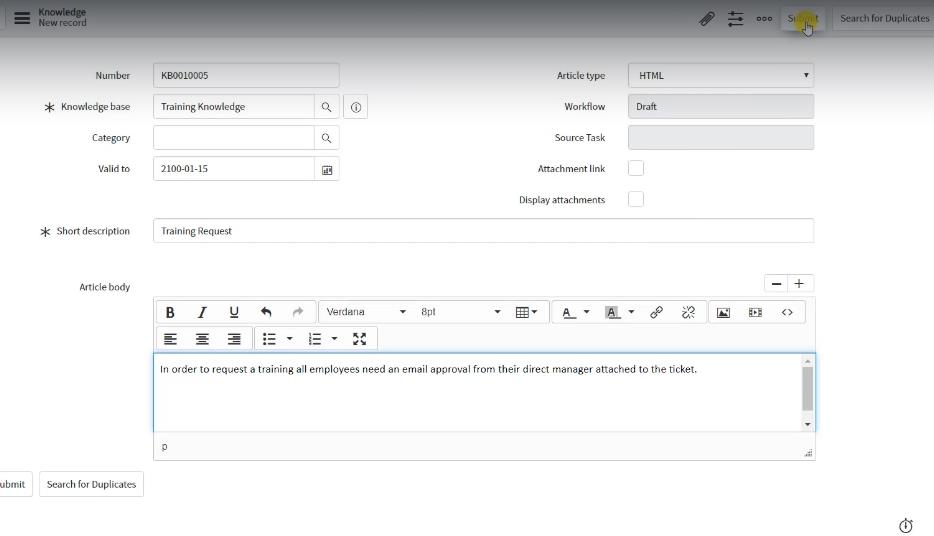 Knowledge
New record
Submit
Search for Duplicates
Number
KB0010005
Article type
HTML
Knowledge base
Training Knowledge
Workflow
Draft
Category
Source Task
Valid to
2100-01-15
Attachment link
Display attachments
Short description
Training Request
Article body
B I U Verdana 8pt A A
In order to request a training all employees need an email approval from their direct manager attached to the ticket.
p
ubmit
Search for Duplicates